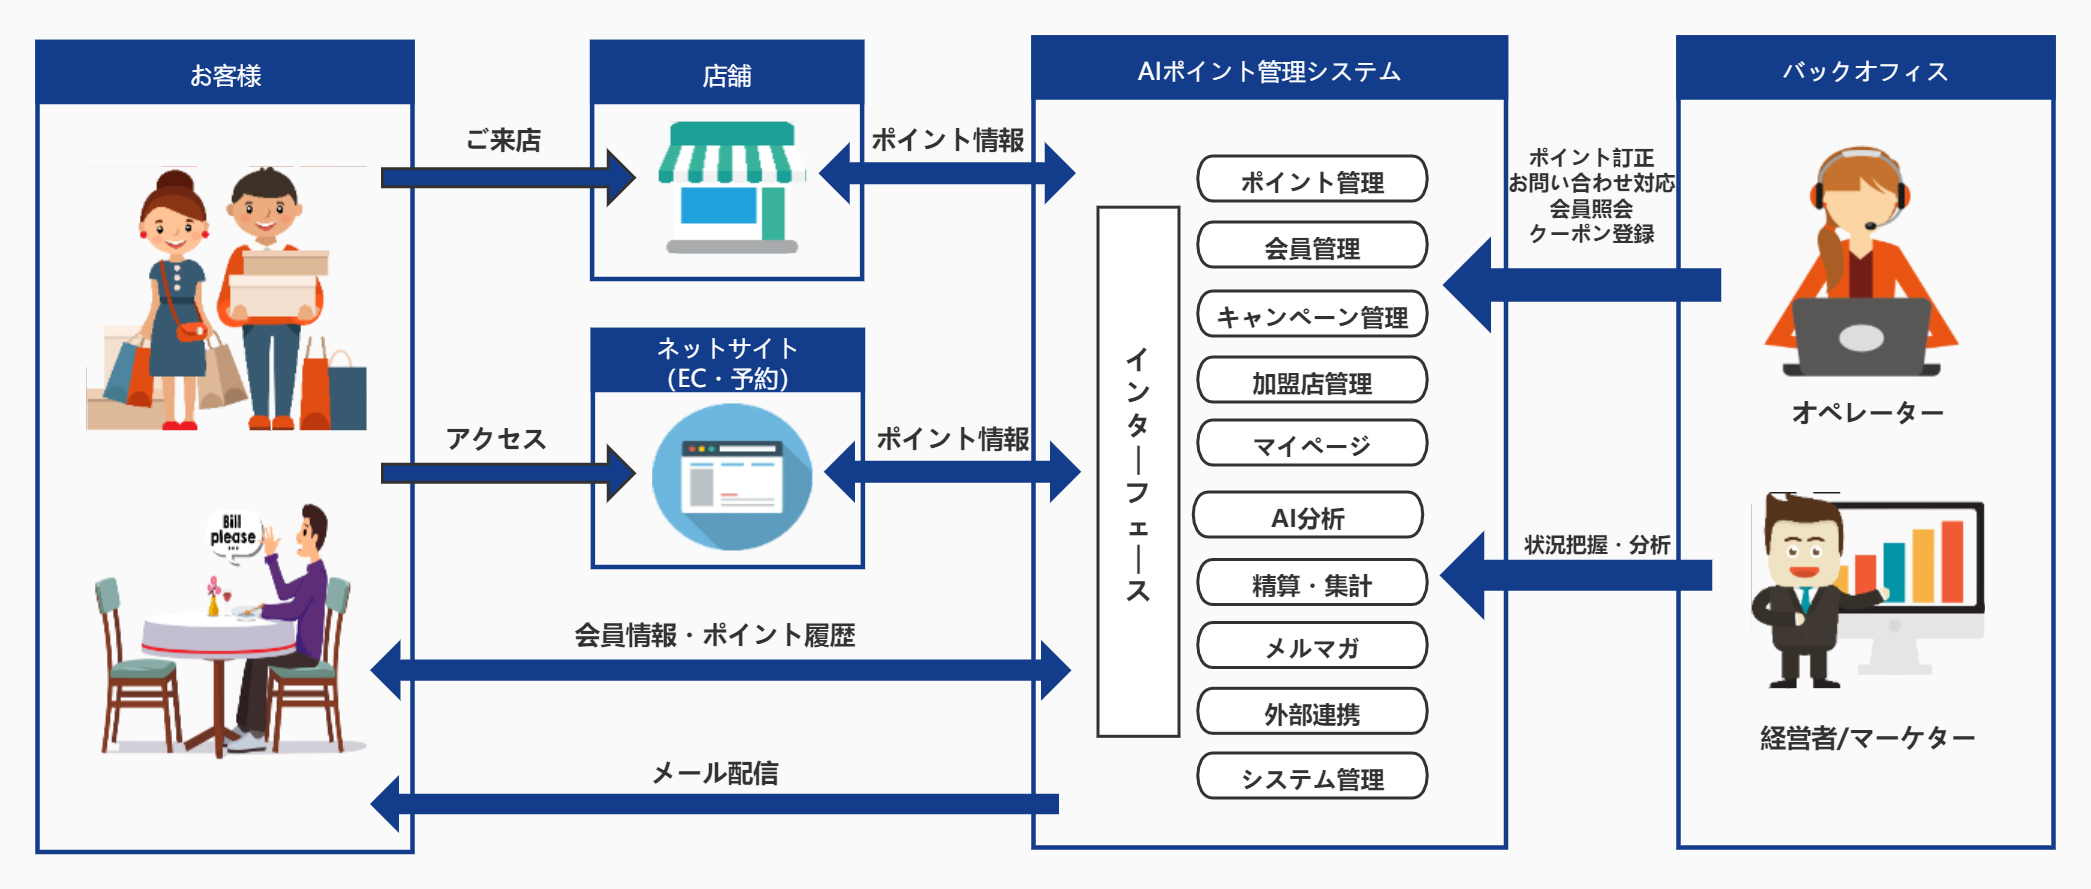 お客様
ご来店
アクセス
Bill
please
...
会員情報・ポイント履歴
メール配信
店舗
ポイント情報
ネットサイト
(EC・予約)
ポイント情報
AIポイント管理システム
インターフェース
ポイント管理
会員管理
キャンペーン管理
加盟店管理
マイページ
AI分析
精算・集計
メルマガ
外部連携
システム管理
ポイント訂正
お問い合わせ対応
会員照会
クーポン登録
状況把握・分析
バックオフィス
オペレーター
経営者/マーケター